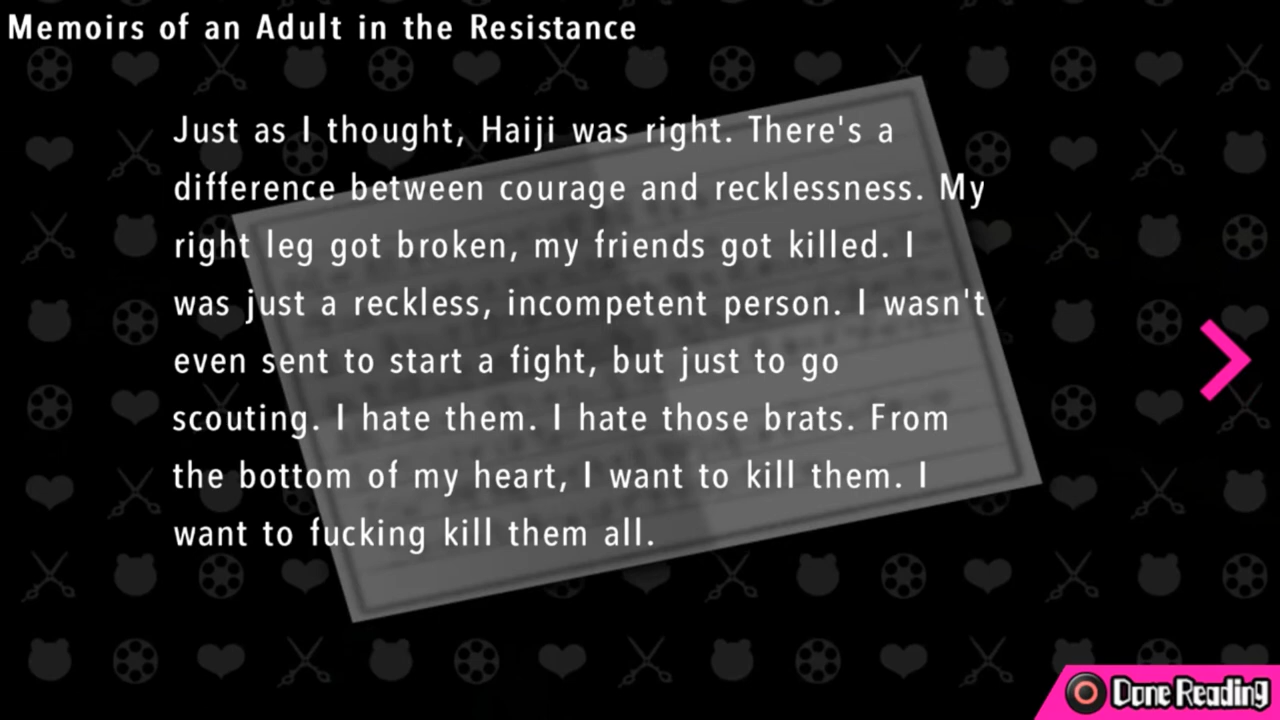 Memoirs of an Adult in the Resistance
Just as I thought, Haiji was right. There's a
difference between courage and recklessness. My
right leg got broken, my friends got killed. I
was just a reckless, incompetent person. I wasn't
even sent to start a fight, but just to go
scouting. I hate them. I hate those brats. From
the bottom of my heart, I want to kill them. I
want to fucking kill them all.
Done Reading